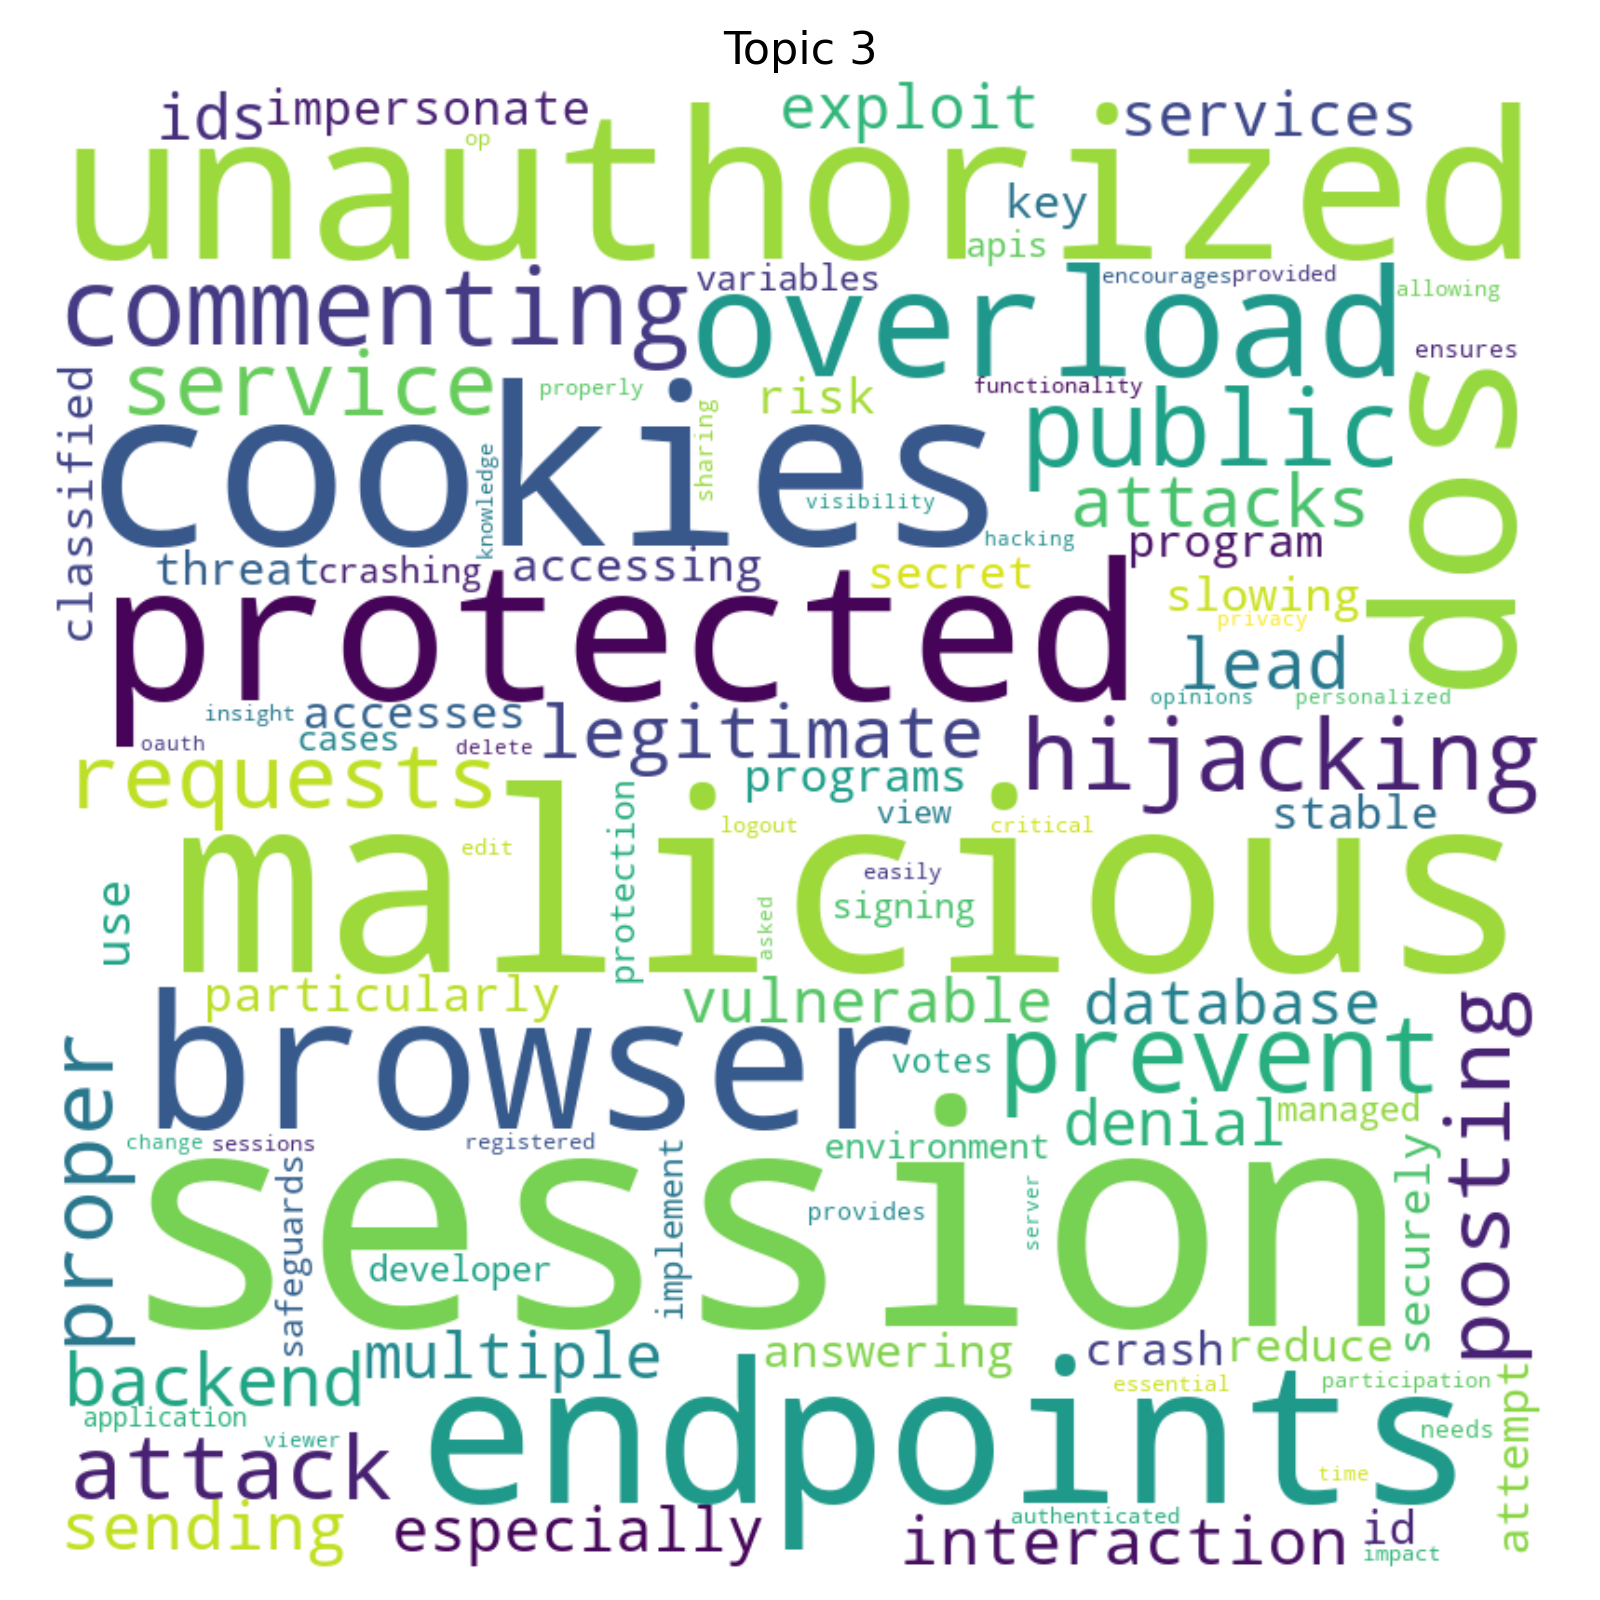 Topic 3
ids
impersonate
exploit
services
op
unauthorized
key
apis
commenting
variables
encourages
provided
allowing
overload
ensures
service
properly
risk
functionality
public
dos
classified
cookies
sharing
knowledge
visibility
attacks
hacking
program
threat
crashing
accessing
secret
slowing
privacy
protected
lead
opinions
personalized
insight
accesses
oauth
cases
delete
legitimate
hijacking
requests
programs
view
stable
malicious
logout
critical
edit
protection
easily
signing
asked
use
particularly
vulnerable
database
posting
browser
votes
prevent
proper
denial
managed
change
sessions
registered
environment
session
safeguards
implement
provides
server
securely
developer
multiple
answering
crash
reduce
backend
essential
participation
application
endpoints
viewer
needs
attempt
attack
time
sending
especially
authenticated
interaction
id
impact